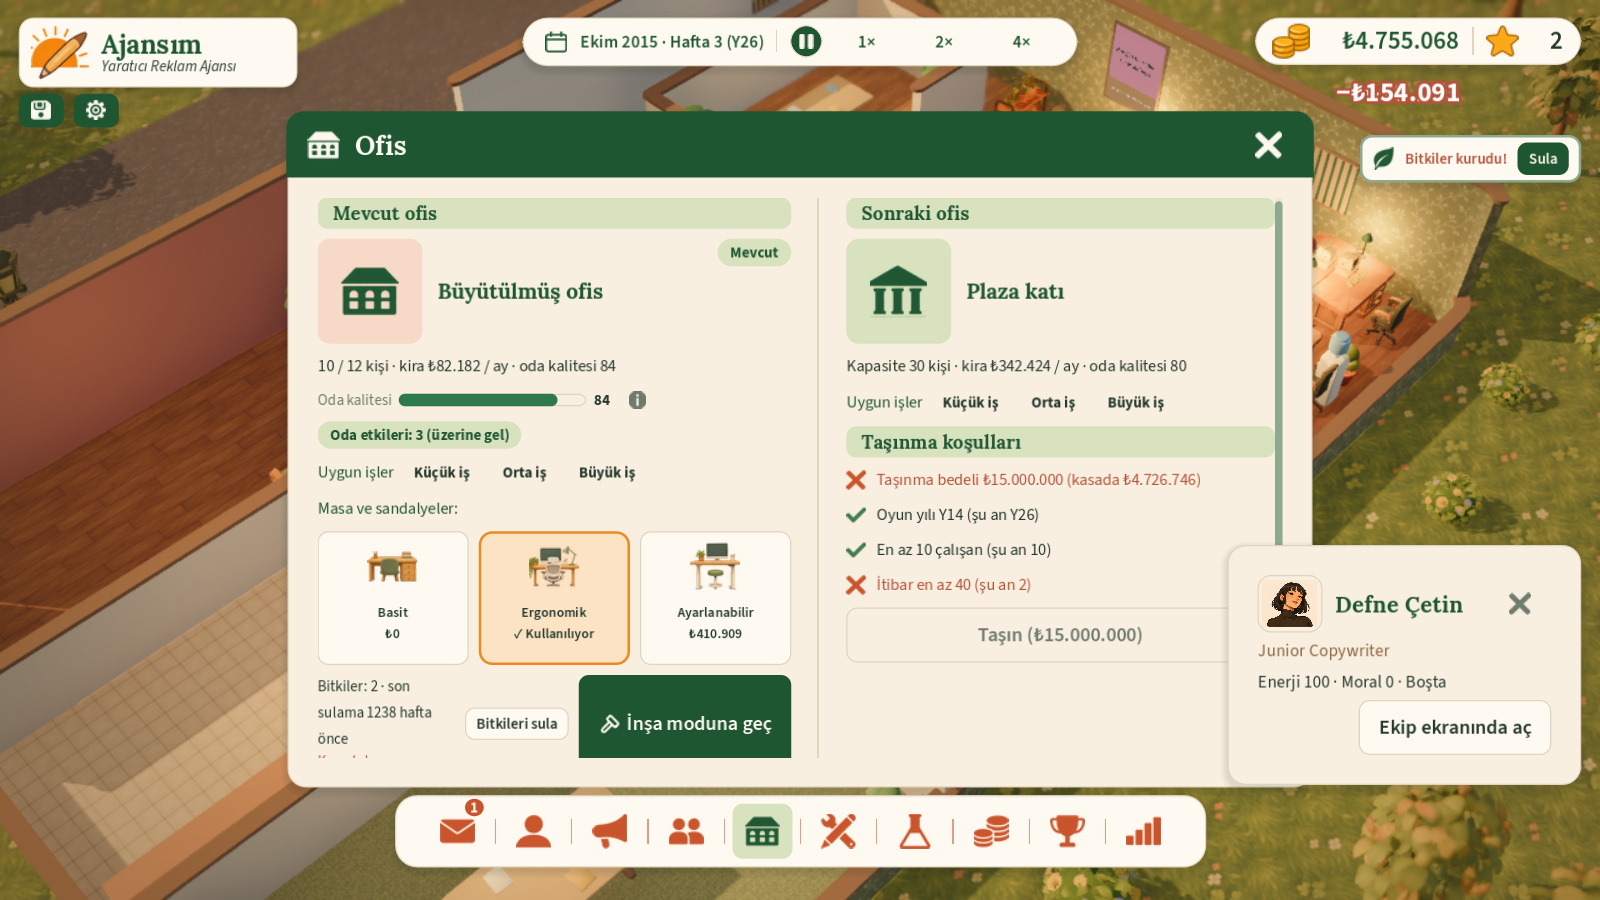 Ajansım
Yaratıcı Reklam Ajansı
Ekim 2015 · Hafta 3 (Y26)
1×
2×
4×
₺4.755.068
2
−₺154.091
Bitkiler kurudu!
Sula
Ofis
Mevcut ofis
Mevcut
Büyütülmüş ofis
10 / 12 kişi · kira ₺82.182 / ay · oda kalitesi 84
Oda kalitesi
84
Oda etkileri: 3 (üzerine gel)
Uygun işler
Küçük iş
Orta iş
Büyük iş
Masa ve sandalyeler:
Basit
₺0
Ergonomik
✓ Kullanılıyor
Ayarlanabilir
₺410.909
Bitkiler: 2 · son
sulama 1238 hafta
önce
Bitkileri sula
İnşa moduna geç
Sonraki ofis
Plaza katı
Kapasite 30 kişi · kira ₺342.424 / ay · oda kalitesi 80
Uygun işler
Küçük iş
Orta iş
Büyük iş
Taşınma koşulları
Taşınma bedeli ₺15.000.000 (kasada ₺4.726.746)
Oyun yılı Y14 (şu an Y26)
En az 10 çalışan (şu an 10)
İtibar en az 40 (şu an 2)
Taşın (₺15.000.000)
Defne Çetin
Junior Copywriter
Enerji 100 · Moral 0 · Boşta
Ekip ekranında aç
1